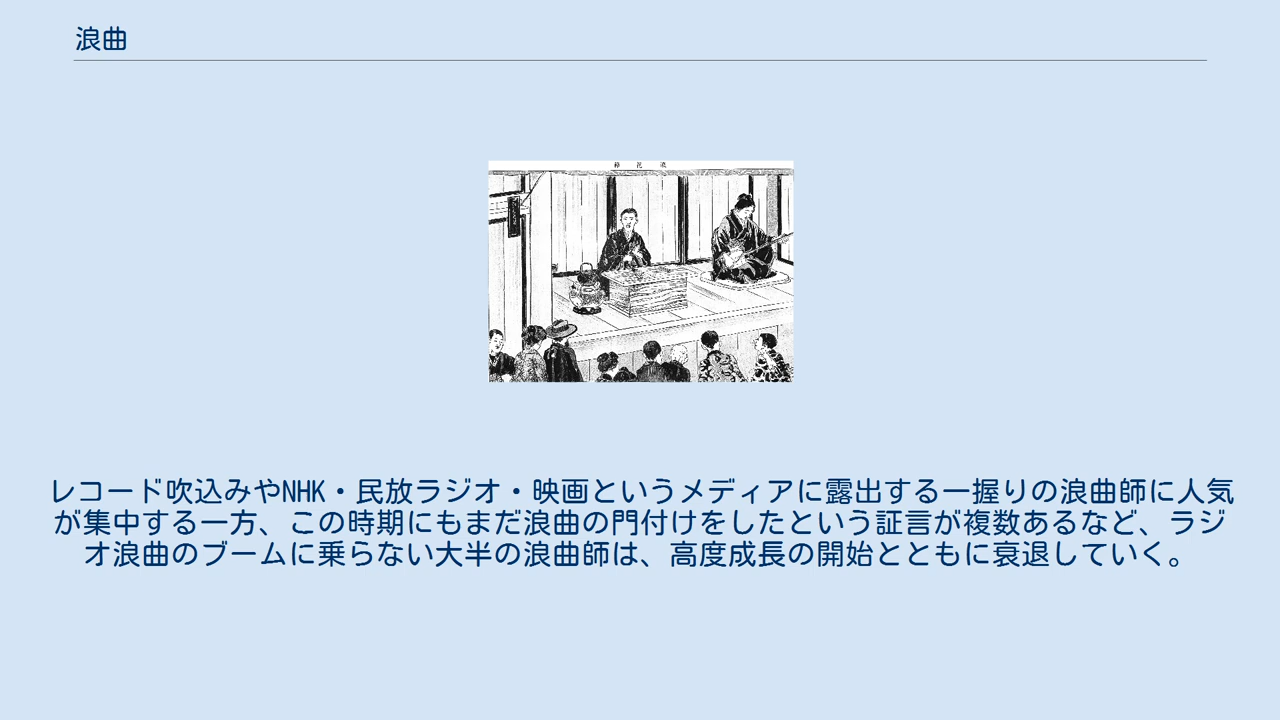 浪曲
レコード吹込みやNHK・民放ラジオ・映画というメディアに露出する一握りの浪曲師に人気
が集中する一方、この時期にもまだ浪曲の門付けをしたという証言が複数あるなど、ラジ
オ浪曲のブームに乗らない大半の浪曲師は、高度成長の開始とともに衰退していく。